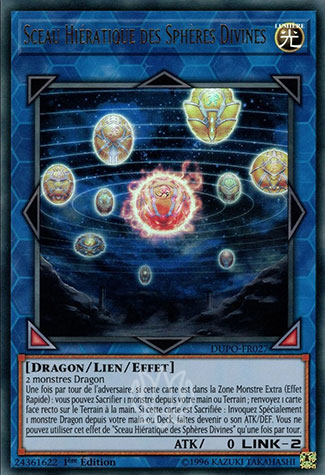 Sceau Hiératique des Sphères Divines
LUMIÈRE
光
DUPO-FR027
[Dragon/Lien/Effet]
2 monstres Dragon
Une fois par tour de l'adversaire, si cette carte est dans la Zone Monstre Extra (Effet
Rapide) : vous pouvez Sacrifier 1 monstre depuis votre main ou Terrain ; renvoyez 1 carte
face recto sur le Terrain à la main. Si cette carte est Sacrifiée : Invoquez Spécialement
1 monstre Dragon depuis votre main ou Deck, faites devenir o son ATK/DEF. Vous ne
pouvez utiliser cet effet de "Sceau Hiératique des Sphères Divines" qu'une fois par tour.
ATK/ 0 LINK-2
24361622 1ère Edition ©1996 KAZUKI TAKAHASHI